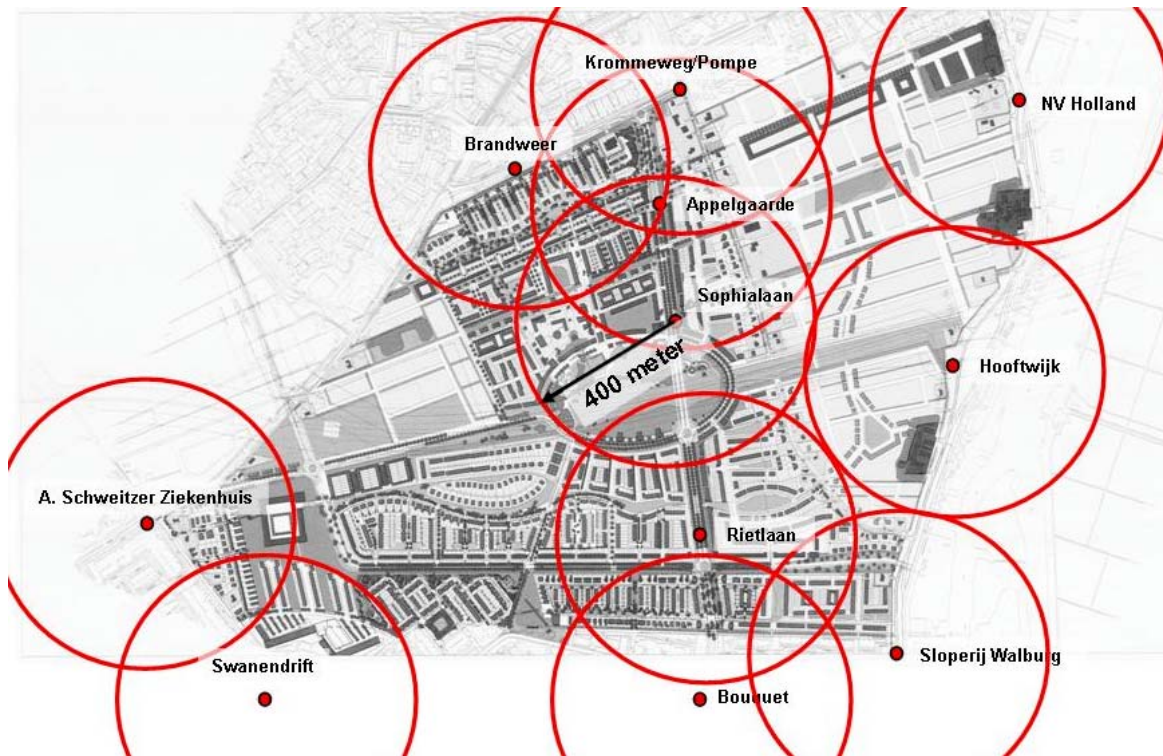 Krommeweg/Pompe
NV Holland
Brandweer
Appelgaarde
Sophialaan
400 meter
Hooftwijk
A. Schweitzer Ziekenhuis
Rietlaan
Swanendrift
Sloperij Walburg
Bouquet